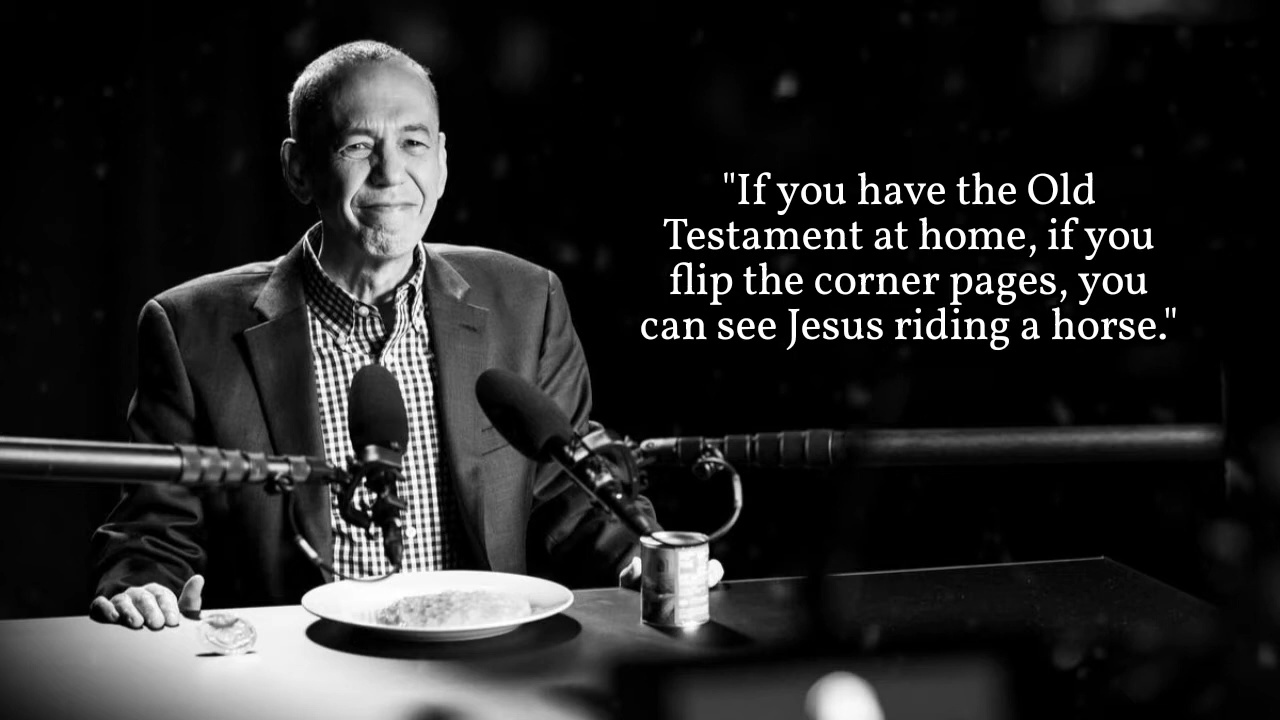 "If you have the Old
Testament at home, if you
flip the corner pages, you
can see Jesus riding a horse."